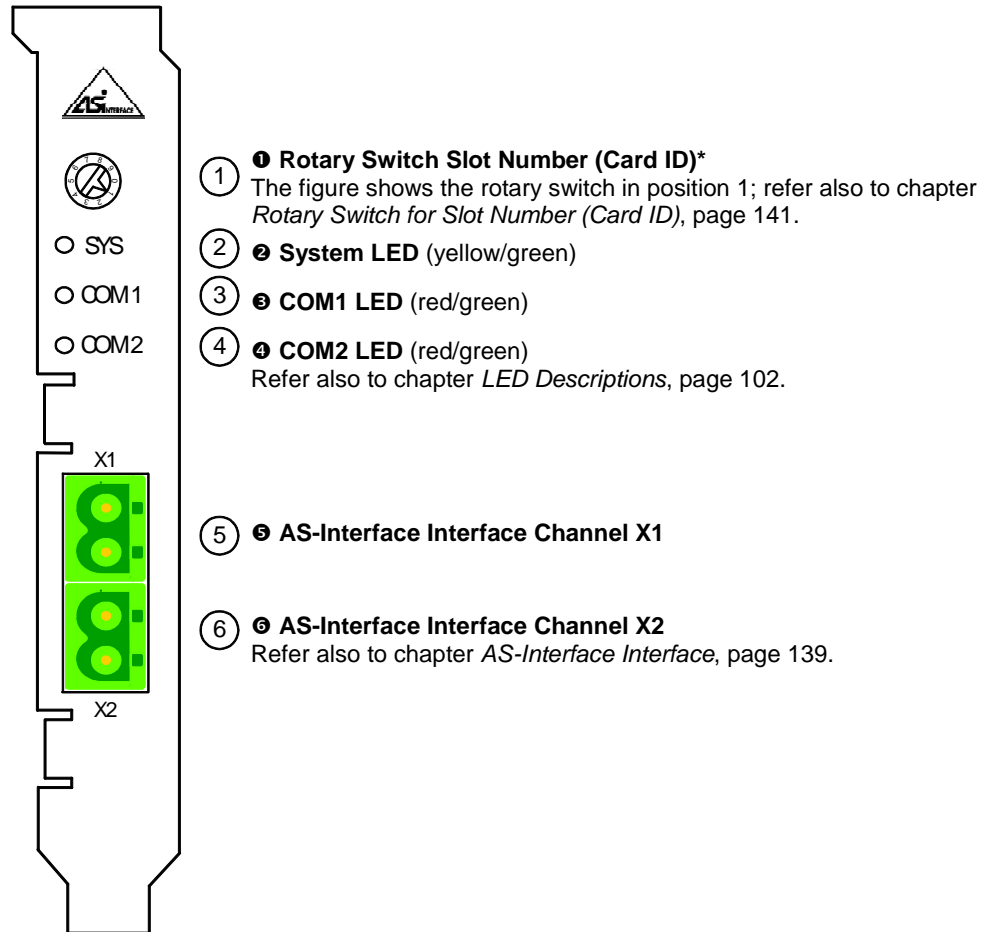 ASi INTERFACE
1 ❶ Rotary Switch Slot Number (Card ID)*
The figure shows the rotary switch in position 1; refer also to chapter
Rotary Switch for Slot Number (Card ID), page 141.
SYS
2 ❷ System LED (yellow/green)
COM1
3 ❸ COM1 LED (red/green)
COM2
4 ❹ COM2 LED (red/green)
Refer also to chapter LED Descriptions, page 102.
X1
5 ❺ AS-Interface Interface Channel X1
6 ❻ AS-Interface Interface Channel X2
Refer also to chapter AS-Interface Interface, page 139.
X2